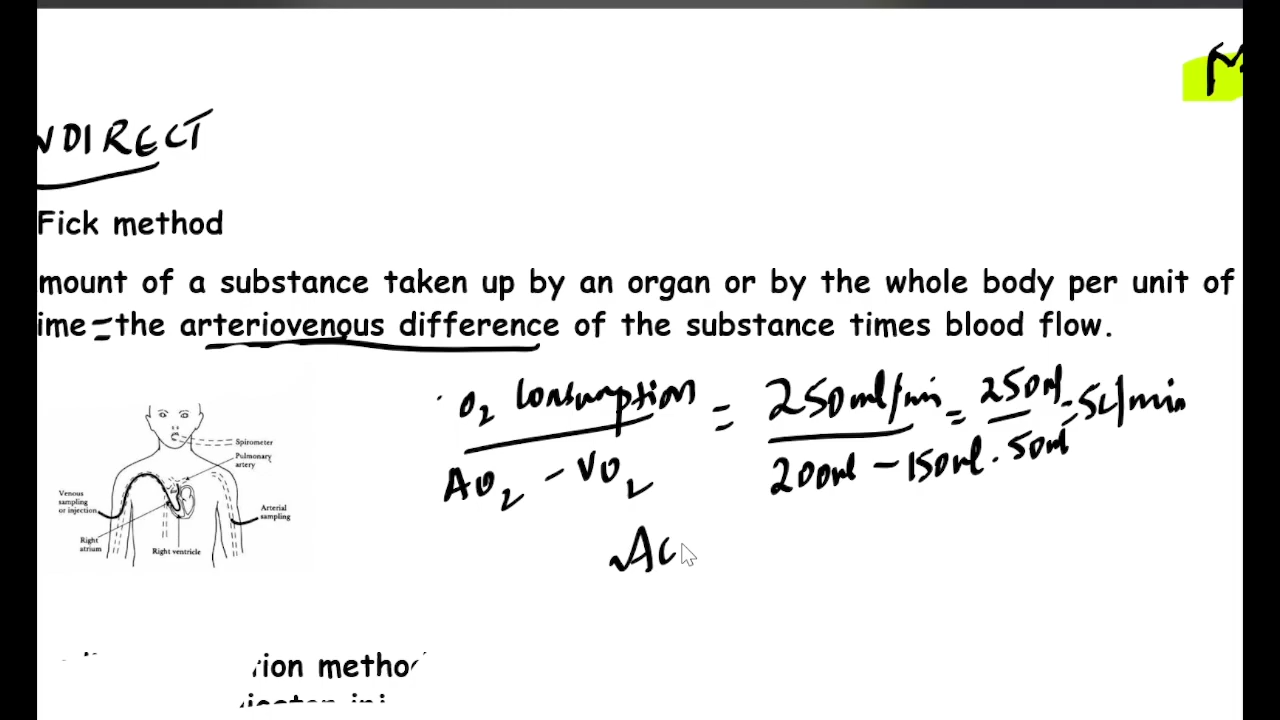 M
NDIRECT
Fick method
mount of a substance taken up by an organ or by the whole body per unit of
ime = the arteriovenous difference of the substance times blood flow.
O2 Consumption = 250ml/min = 250ml = 5L/min
AO2 - VO2 200ml - 150ml . 50ml
Spirometer
Pulmonary
artery
Venous
sampling
or injection
Arterial
sampling
Right
atrium
Right ventricle
A
tion method